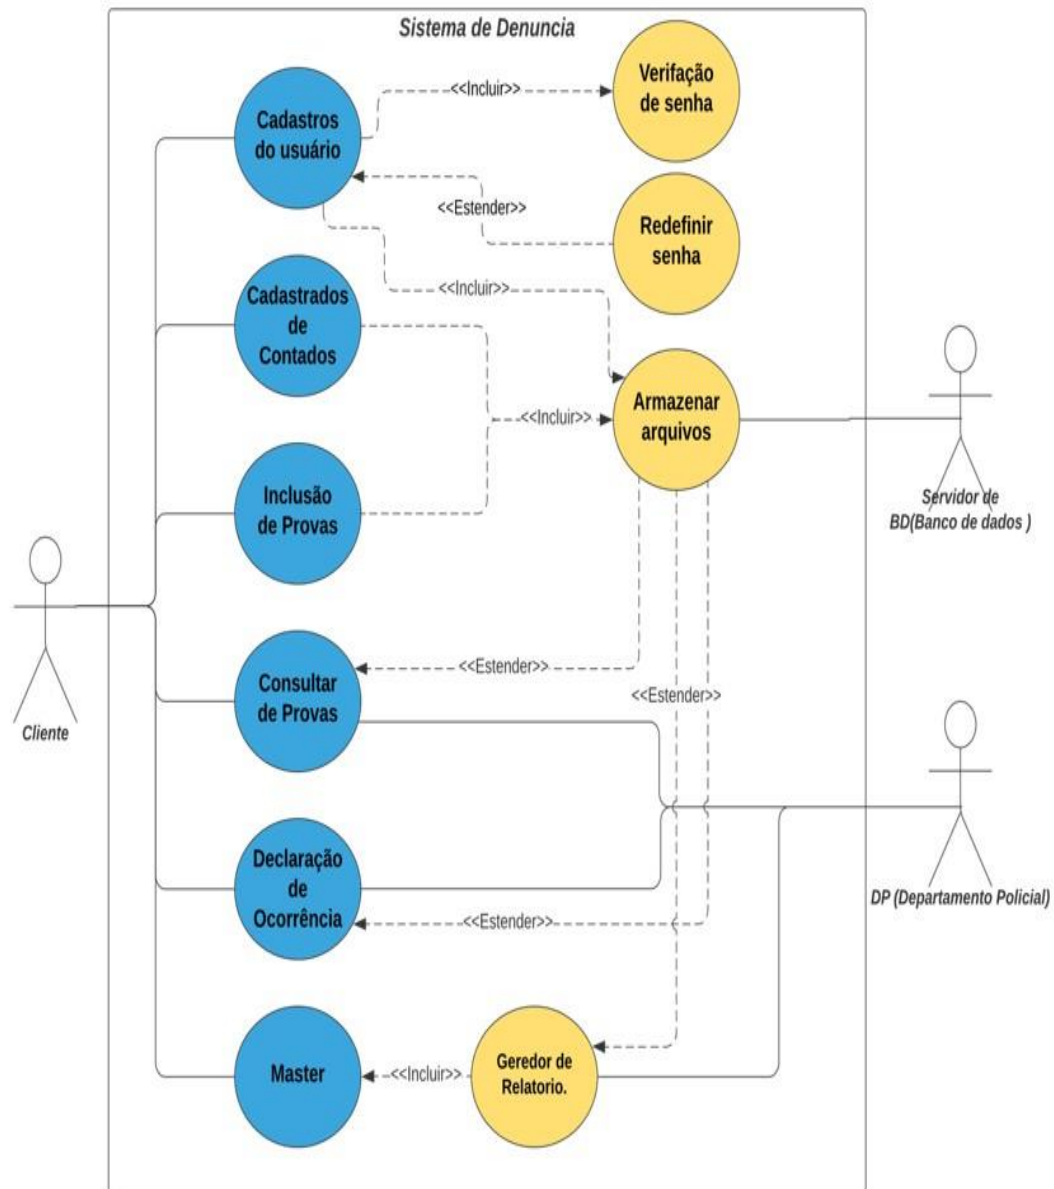 Sistema de Denuncia
Cadastros
do usuário
<<Incluir>>
Verifação
de senha
<<Estender>>
Redefinir
senha
<<Incluir>>
Cadastrados
de
Contados
<<Incluir>>
Armazenar
arquivos
Servidor de
BD(Banco de dados )
Inclusão
de Provas
Cliente
Consultar
de Provas
<<Estender>>
<<Estender>>
DP (Departamento Policial)
Declaração
de
Ocorrência
<<Estender>>
Master
<<Incluir>>
Geredor de
Relatorio.